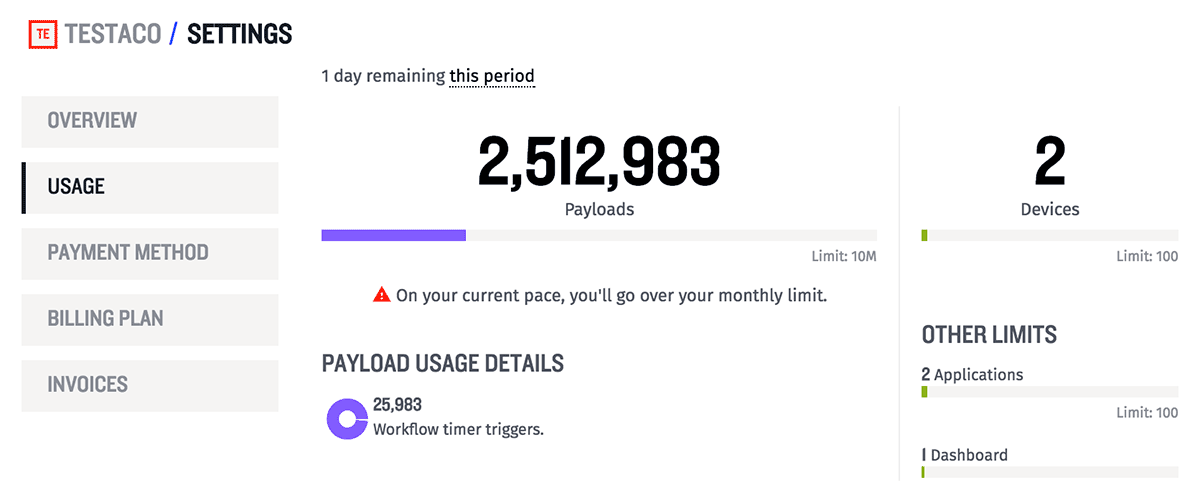 TE TESTACO / SETTINGS
OVERVIEW
USAGE
PAYMENT METHOD
BILLING PLAN
INVOICES
1 day remaining this period
2,512,983
Payloads
Limit: 10M
On your current pace, you'll go over your monthly limit.
PAYLOAD USAGE DETAILS
25,983
Workflow timer triggers.
2
Devices
Limit: 100
OTHER LIMITS
2 Applications
Limit: 100
1 Dashboard